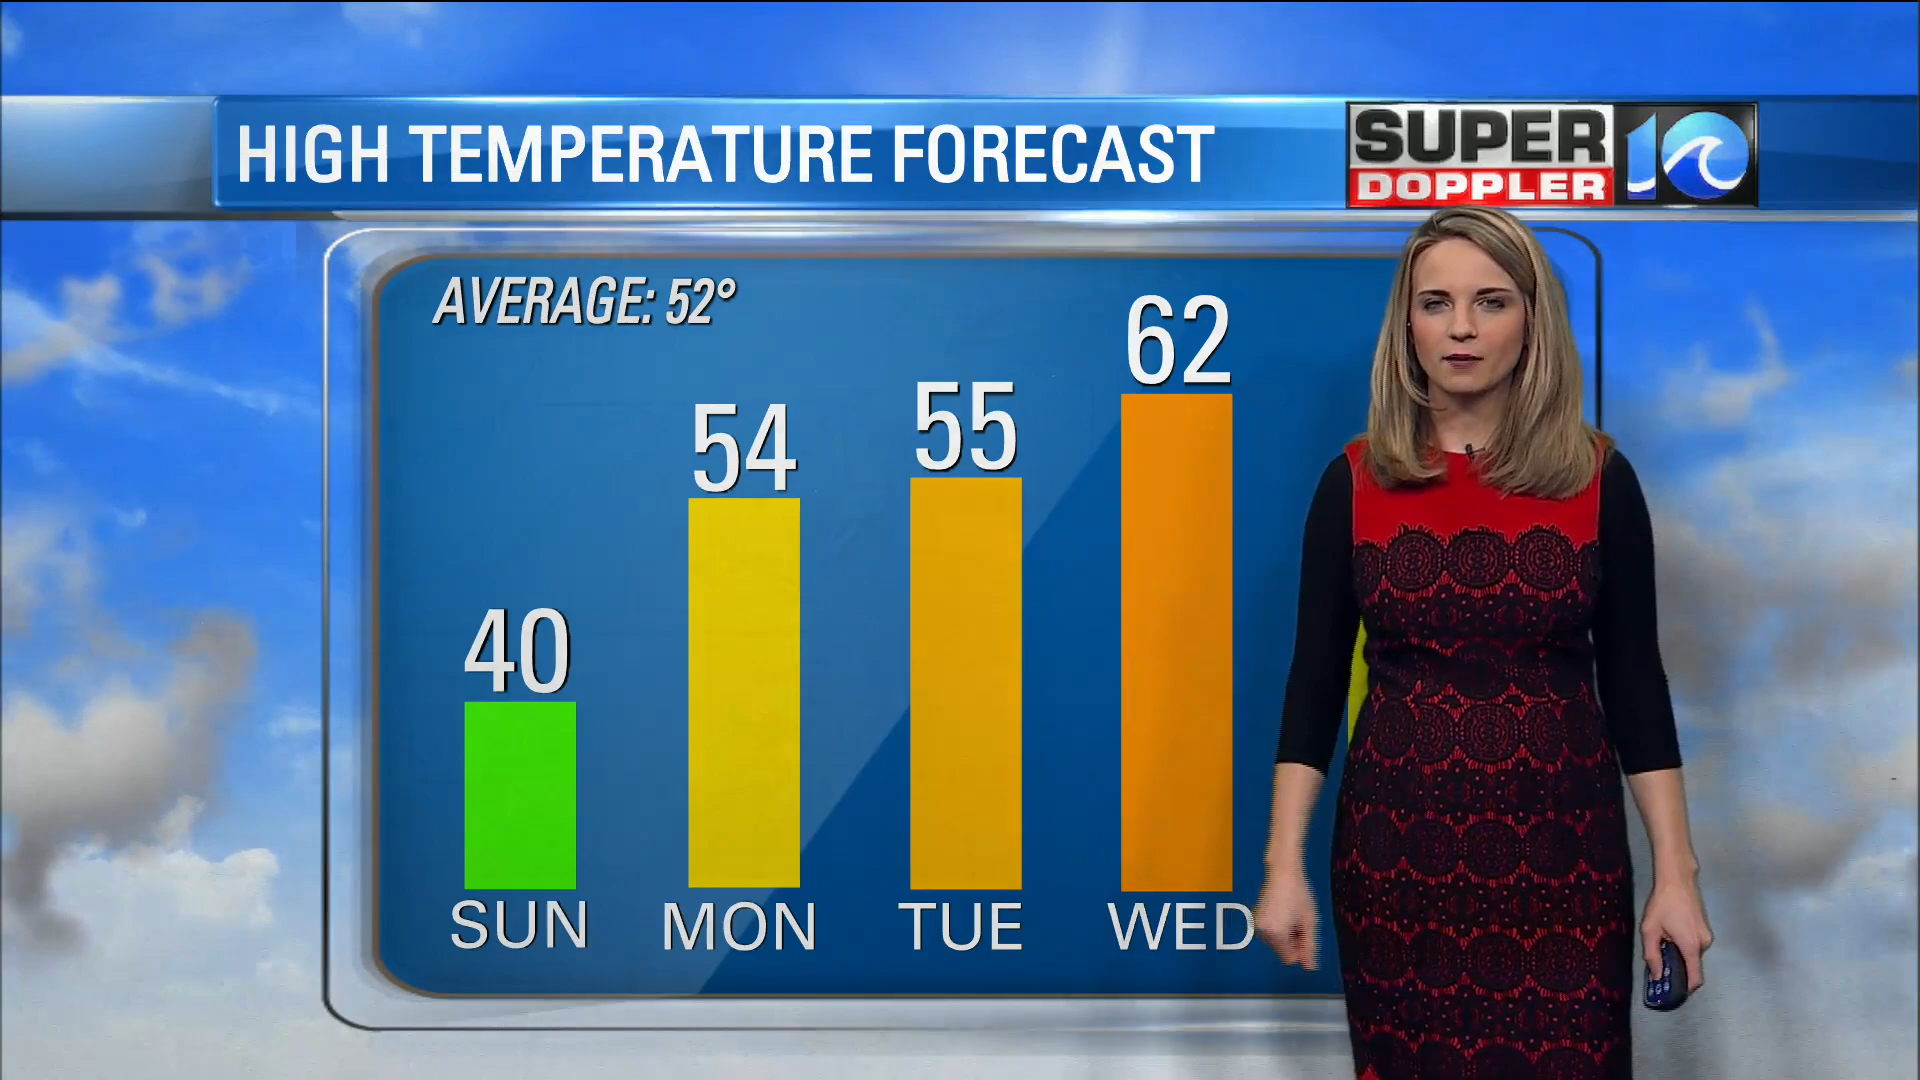 HIGH TEMPERATURE FORECAST
SUPER
DOPPLER
10
AVERAGE: 52°
40
54
55
62
SUN
MON
TUE
WED